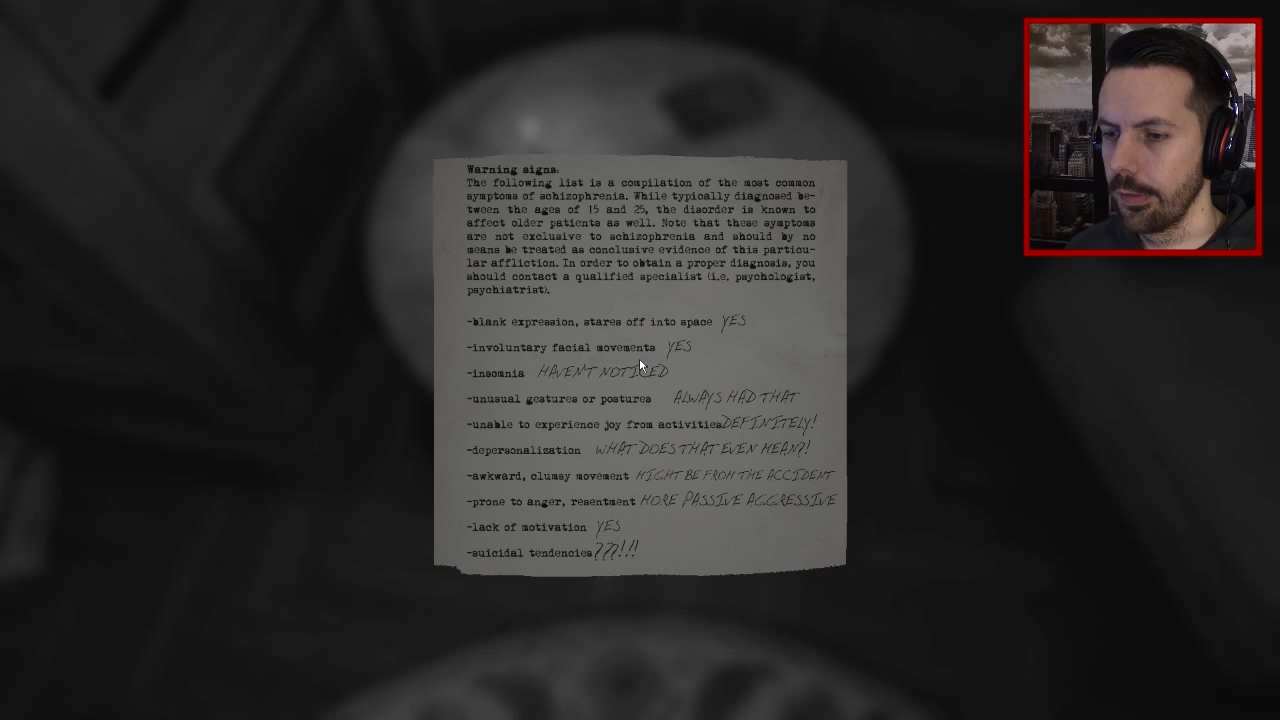 Warning signs:
The following list is a compilation of the most common
symptoms of schizophrenia. While typically diagnosed be-
tween the ages of 15 and 25, the disorder is known to
affect older patients as well. Note that these symptoms
are not exclusive to schizophrenia and should by no
means be treated as conclusive evidence of this particu-
lar affliction. In order to obtain a proper diagnosis, you
should contact a qualified specialist (i.e. psychologist,
psychiatrist).
-blank expression, stares off into space YES
-involuntary facial movements YES
-insomnia HAVEN'T NOTICED
-unusual gestures or postures ALWAYS HAD THAT
-unable to experience joy from activities DEFINITELY!
-depersonalization WHAT DOES THAT EVEN MEAN?!
-awkward, clumsy movement MIGHT BE FROM THE ACCIDENT
-prone to anger, resentment MORE PASSIVE AGGRESSIVE
-lack of motivation YES
-suicidal tendencies ???!!!